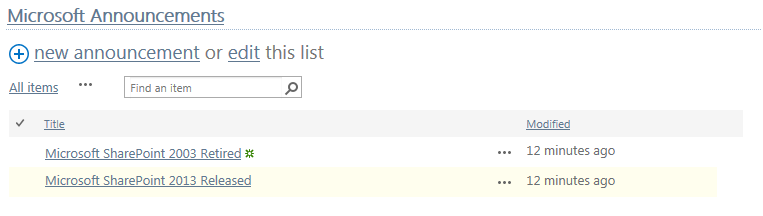 Microsoft Announcements
new announcement or edit this list
All items ••• Find an item
Title Modified
Microsoft SharePoint 2003 Retired ••• 12 minutes ago
Microsoft SharePoint 2013 Released ••• 12 minutes ago